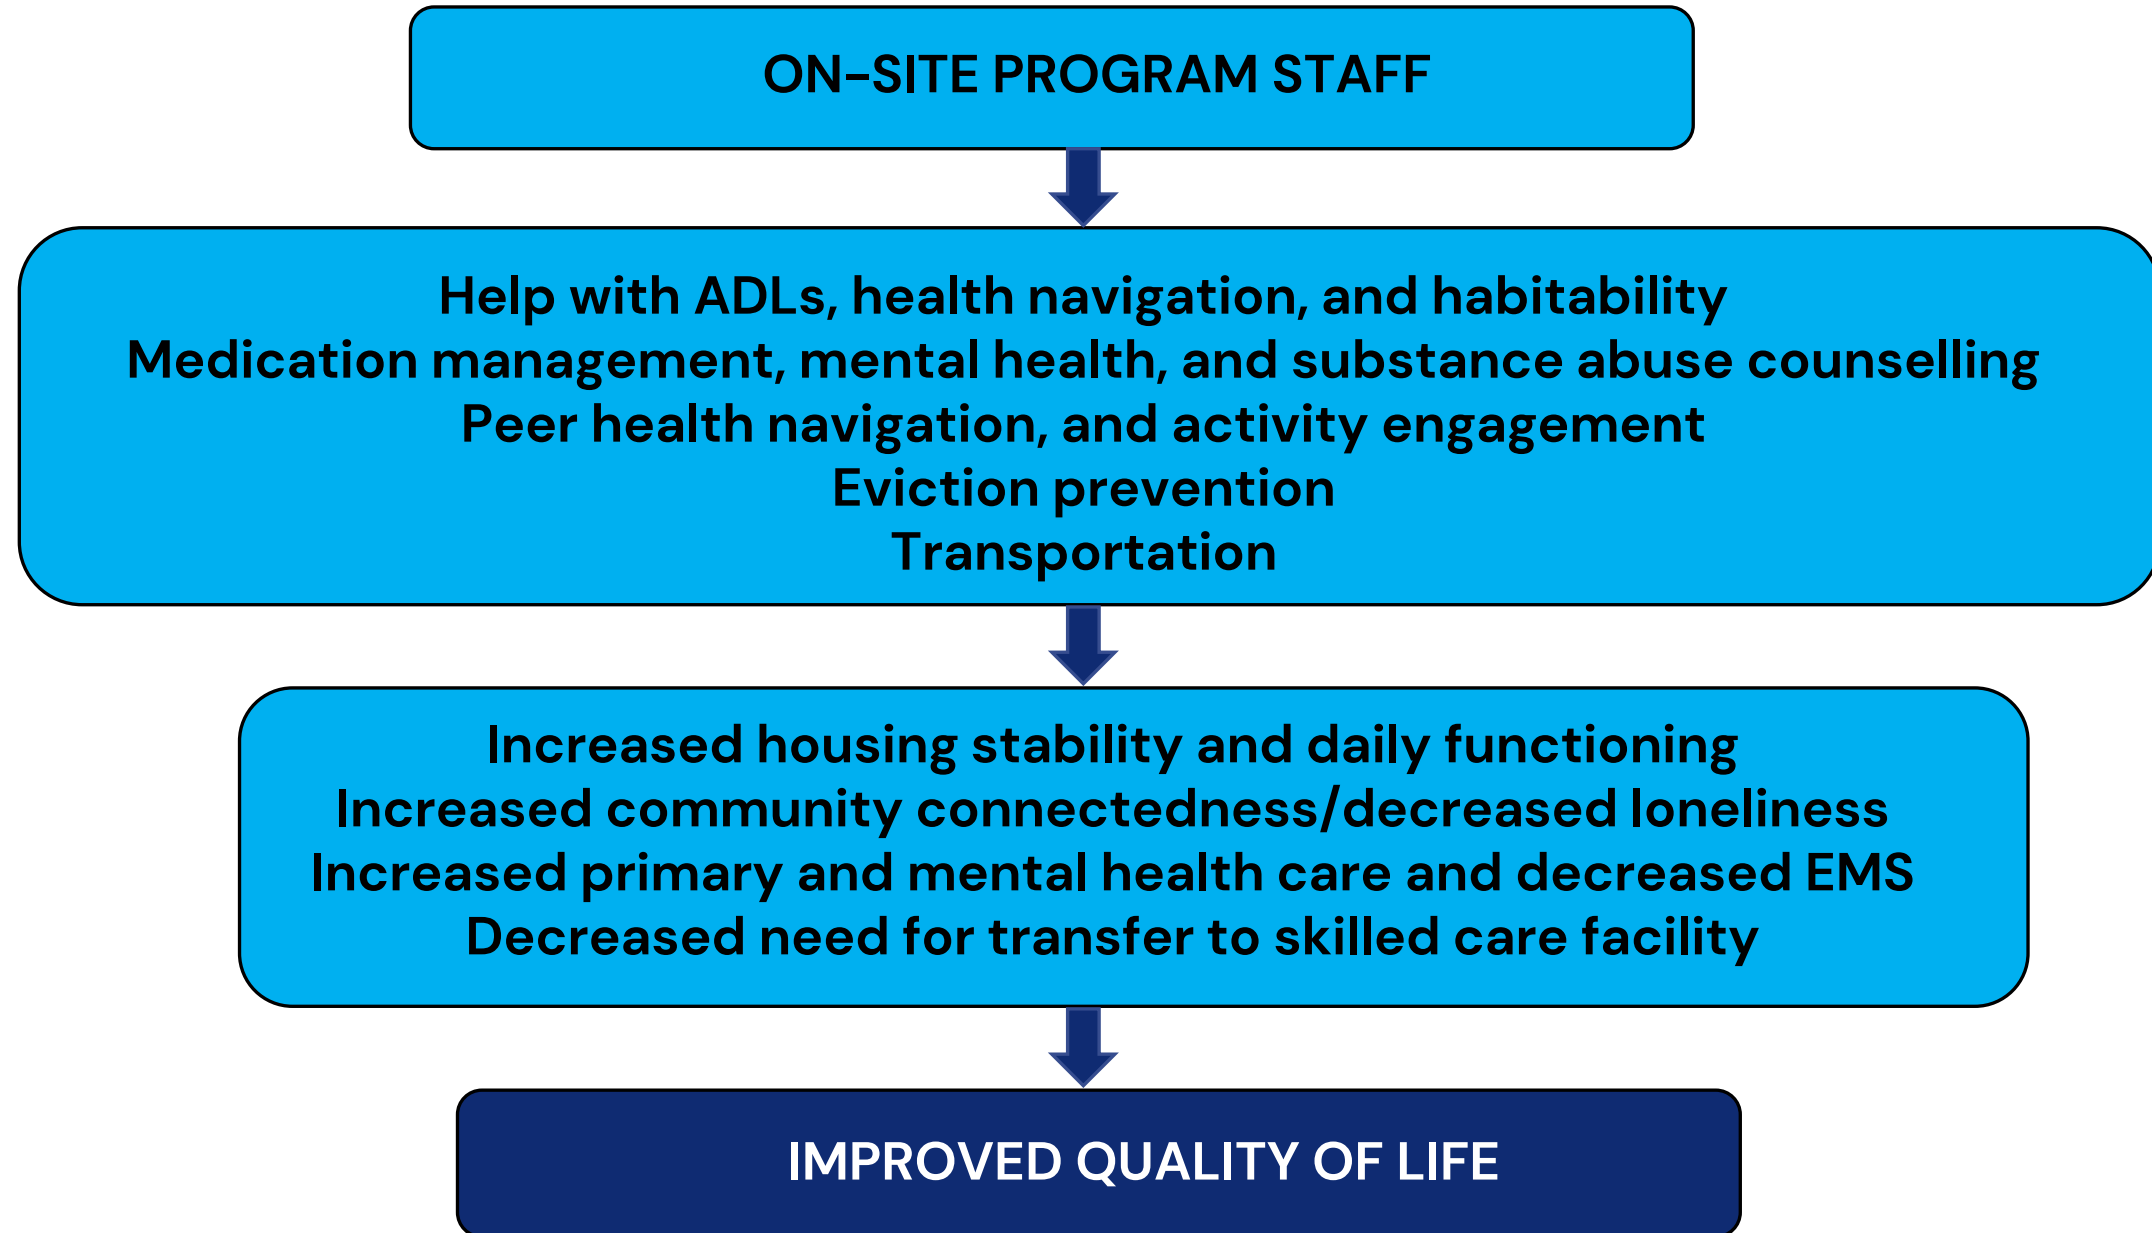 ON-SITE PROGRAM STAFF
Help with ADLs, health navigation, and habitability
Medication management, mental health, and substance abuse counselling
Peer health navigation, and activity engagement
Eviction prevention
Transportation
Increased housing stability and daily functioning
Increased community connectedness/decreased loneliness
Increased primary and mental health care and decreased EMS
Decreased need for transfer to skilled care facility
IMPROVED QUALITY OF LIFE